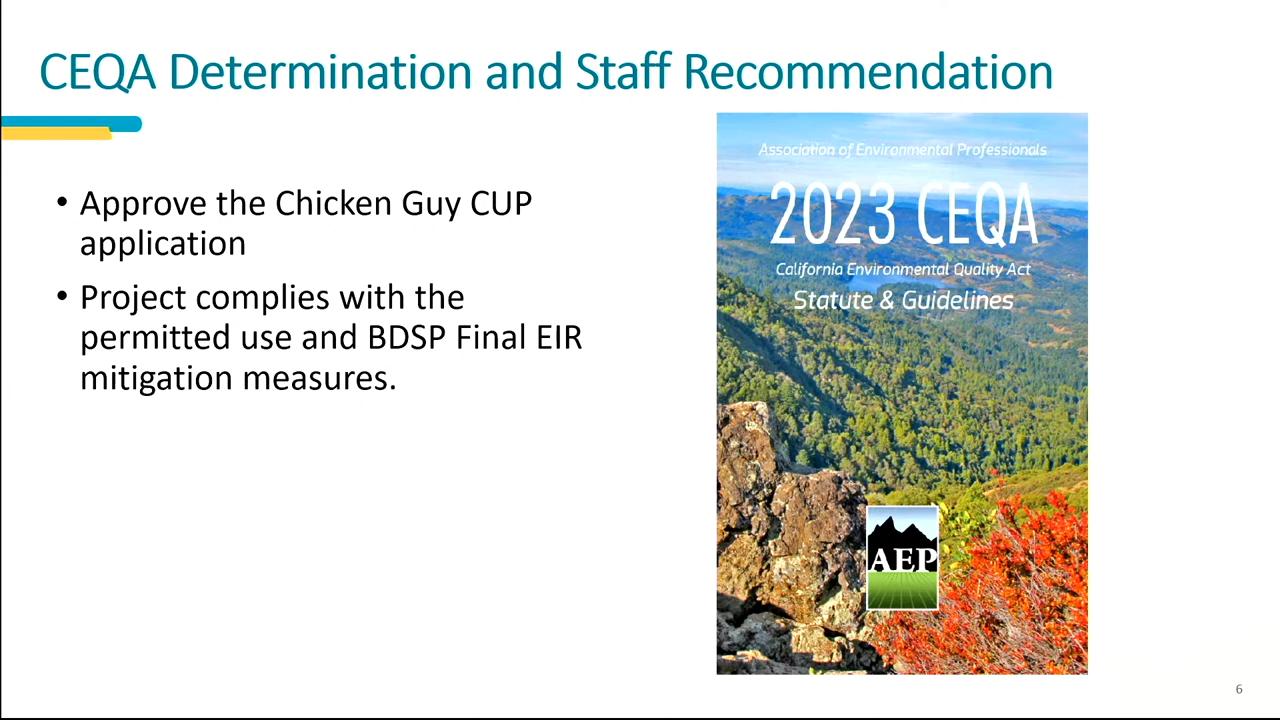 CEQA Determination and Staff Recommendation
• Approve the Chicken Guy CUP
application
• Project complies with the
permitted use and BDSP Final EIR
mitigation measures.
Association of Environmental Professionals
2023 CEQA
California Environmental Quality Act
Statute & Guidelines
AEP
6